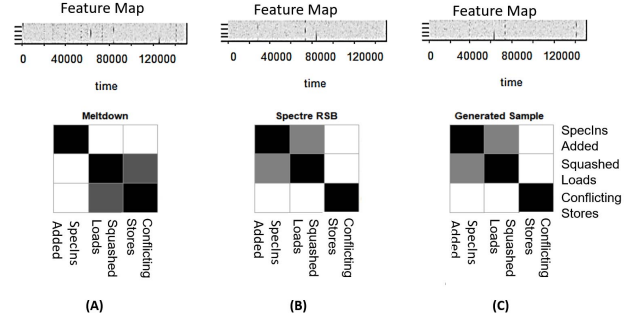 Feature Map
Feature Map
Feature Map
0 40000 80000 120000
0 40000 80000 120000
0 40000 80000 120000
time
time
time
Meltdown
Spectre RSB
Generated Sample
SpecIns
Added
Squashed
Loads
Conflicting
Stores
SpecIns
Added
Squashed
Loads
Conflicting
Stores
SpecIns
Added
Squashed
Loads
Conflicting
Stores
SpecIns
Added
Squashed
Loads
Conflicting
Stores
(A)
(B)
(C)